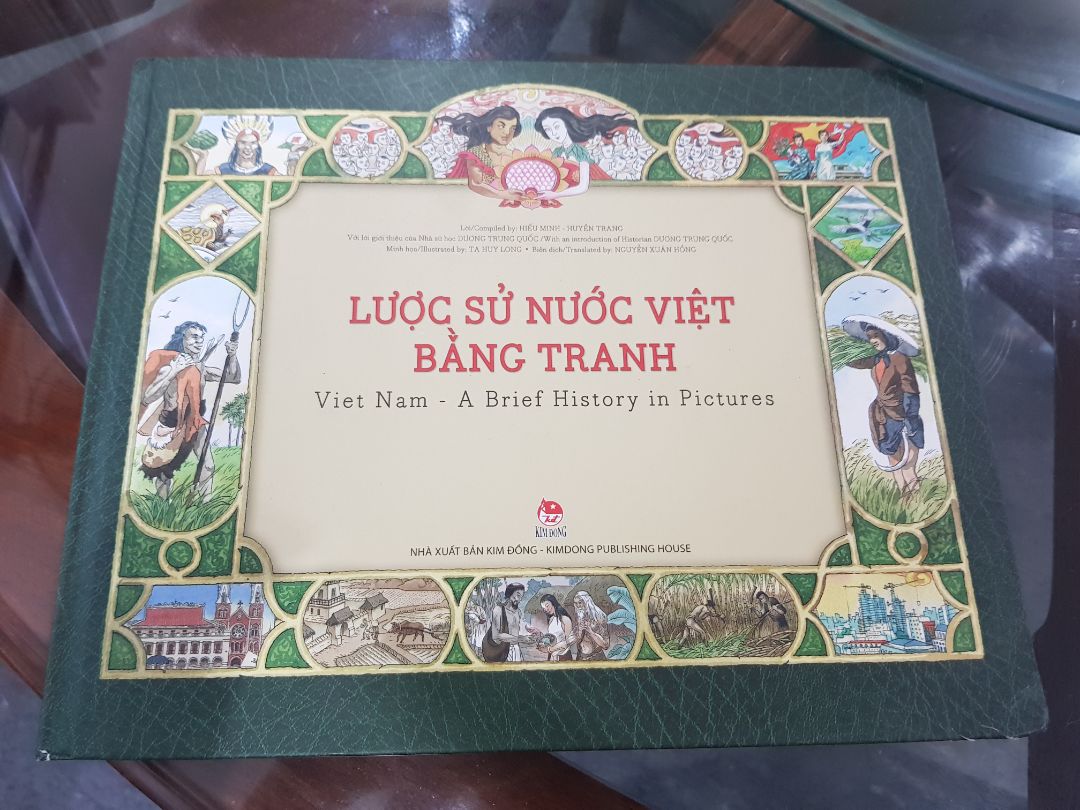 Lời/Compiled by: HIẾU MINH - HUYỀN TRANG
Với lời giới thiệu của Nhà sử học DƯƠNG TRUNG QUỐC /With an introduction of Historian DUONG TRUNG QUOC
Minh họa/Illustrated by: TẠ HUY LONG • Biên dịch/Translated by: NGUYỄN XUÂN HỒNG
LƯỢC SỬ NƯỚC VIỆT
BẰNG TRANH
Viet Nam - A Brief History in Pictures
KIM ĐỒNG
NHÀ XUẤT BẢN KIM ĐỒNG - KIMDONG PUBLISHING HOUSE